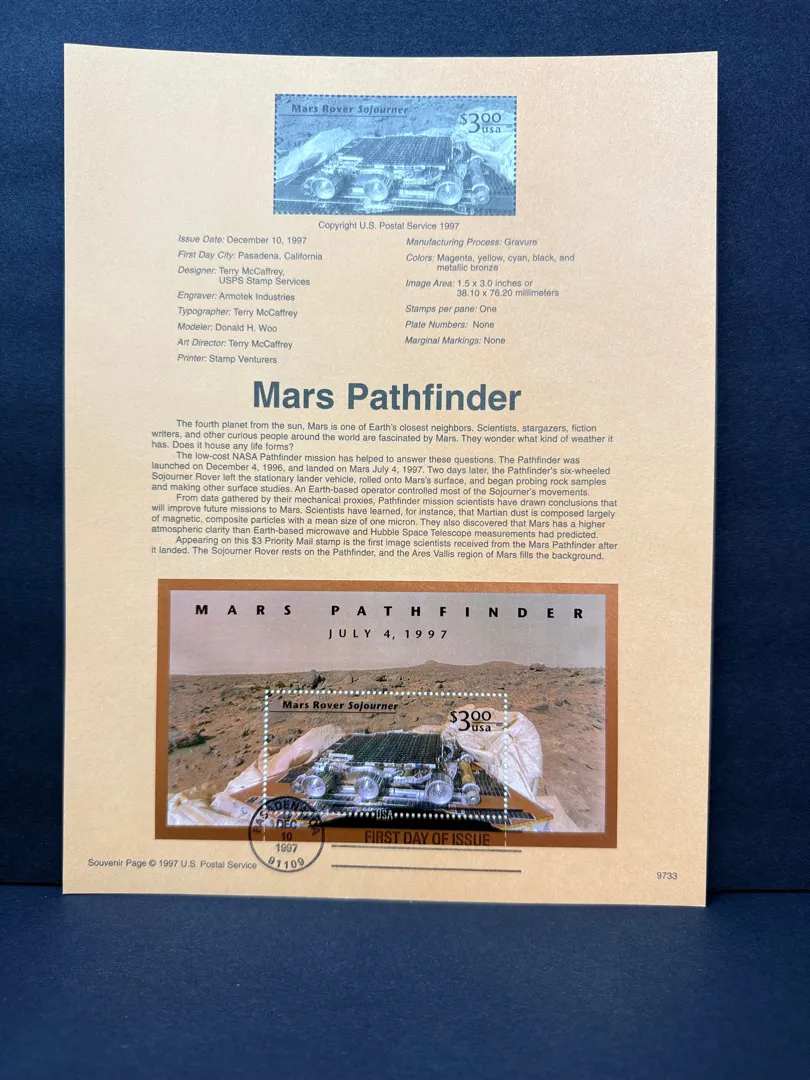 Mars Rover Sojourner
$3.00
usa
Copyright U.S. Postal Service 1997
Issue Date: December 10, 1997
First Day City: Pasadena, California
Designer: Terry McCaffrey,
USPS Stamp Services
Engraver: Armotek Industries
Typographer: Terry McCaffrey
Modeler: Donald H. Woo
Art Director: Terry McCaffrey
Printer: Stamp Venturers
Manufacturing Process: Gravure
Colors: Magenta, yellow, cyan, black, and
metallic bronze
Image Area: 1.5 x 3.0 inches or
38.10 x 76.20 millimeters
Stamps per pane: One
Plate Numbers: None
Marginal Markings: None
Mars Pathfinder
The fourth planet from the sun, Mars is one of Earth's closest neighbors. Scientists, stargazers, fiction
writers, and other curious people around the world are fascinated by Mars. They wonder what kind of weather it
has. Does it house any life forms?
The low-cost NASA Pathfinder mission has helped to answer these questions. The Pathfinder was
launched on December 4, 1996, and landed on Mars July 4, 1997. Two days later, the Pathfinder's six-wheeled
Sojourner Rover left the stationary lander vehicle, rolled onto Mars's surface, and began probing rock samples
and making other surface studies. An Earth-based operator controlled most of the Sojourner's movements.
From data gathered by their mechanical proxies, Pathfinder mission scientists have drawn conclusions that
will improve future missions to Mars. Scientists have learned, for instance, that Martian dust is composed largely
of magnetic, composite particles with a mean size of one micron. They also discovered that Mars has a higher
atmospheric clarity than Earth-based microwave and Hubble Space Telescope measurements had predicted.
Appearing on this $3 Priority Mail stamp is the first image scientists received from the Mars Pathfinder after
it landed. The Sojourner Rover rests on the Pathfinder, and the Ares Vallis region of Mars fills the background.
MARS PATHFINDER
JULY 4, 1997
Mars Rover Sojourner
$3.00
usa
USA
PASADENA CA
DEC
10
1997
91109
FIRST DAY OF ISSUE
Souvenir Page © 1997 U.S. Postal Service
9733